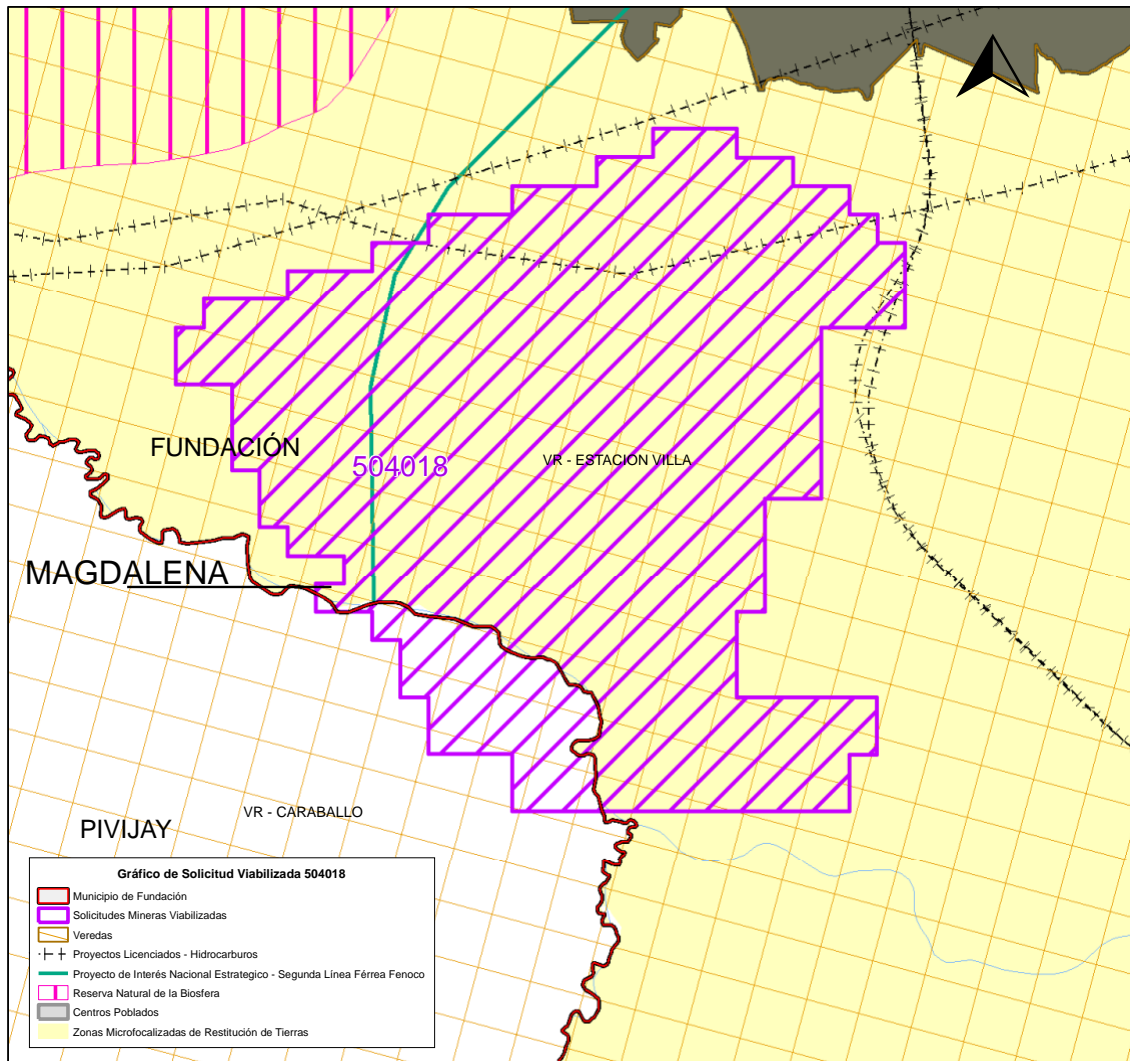 FUNDACIÓN
504018
VR - ESTACION VILLA
MAGDALENA
VR - CARABALLO
PIVIJAY
Gráfico de Solicitud Viabilizada 504018
Municipio de Fundación
Solicitudes Mineras Viabilizadas
Veredas
Proyectos Licenciados - Hidrocarburos
Proyecto de Interés Nacional Estrategico - Segunda Línea Férrea Fenoco
Reserva Natural de la Biosfera
Centros Poblados
Zonas Microfocalizadas de Restitución de Tierras